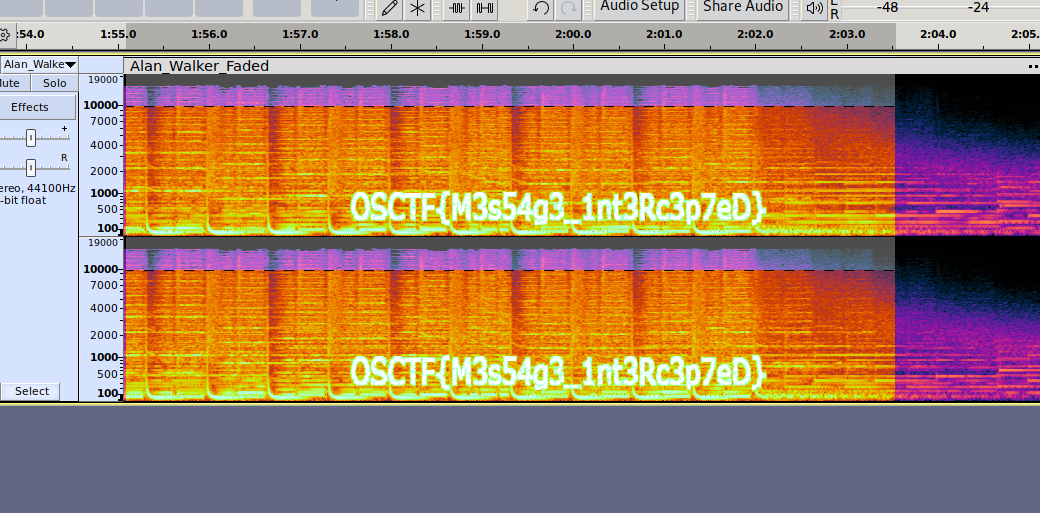 Audio Setup
Share Audio
L
R
-48
-24
1:54.0
1:55.0
1:56.0
1:57.0
1:58.0
1:59.0
2:00.0
2:01.0
2:02.0
2:03.0
2:04.0
2:05.
Alan_Walke
Alan_Walker_Faded
lute
Solo
Effects
+
R
ereo, 44100Hz
-bit float
Select
19000
10000
7000
4000
2000
1000
500
100
OSCTF{M3s54g3_1nt3Rc3p7eD}
19000
10000
7000
4000
2000
1000
500
100
OSCTF{M3s54g3_1nt3Rc3p7eD}